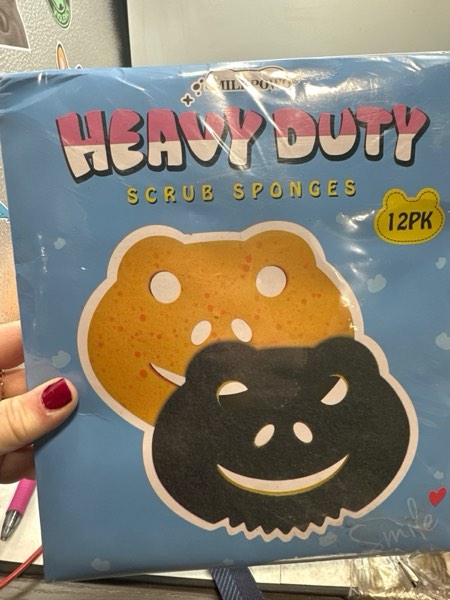 HEAVY DUTY
SCRUB SPONGES
12PK
Smile